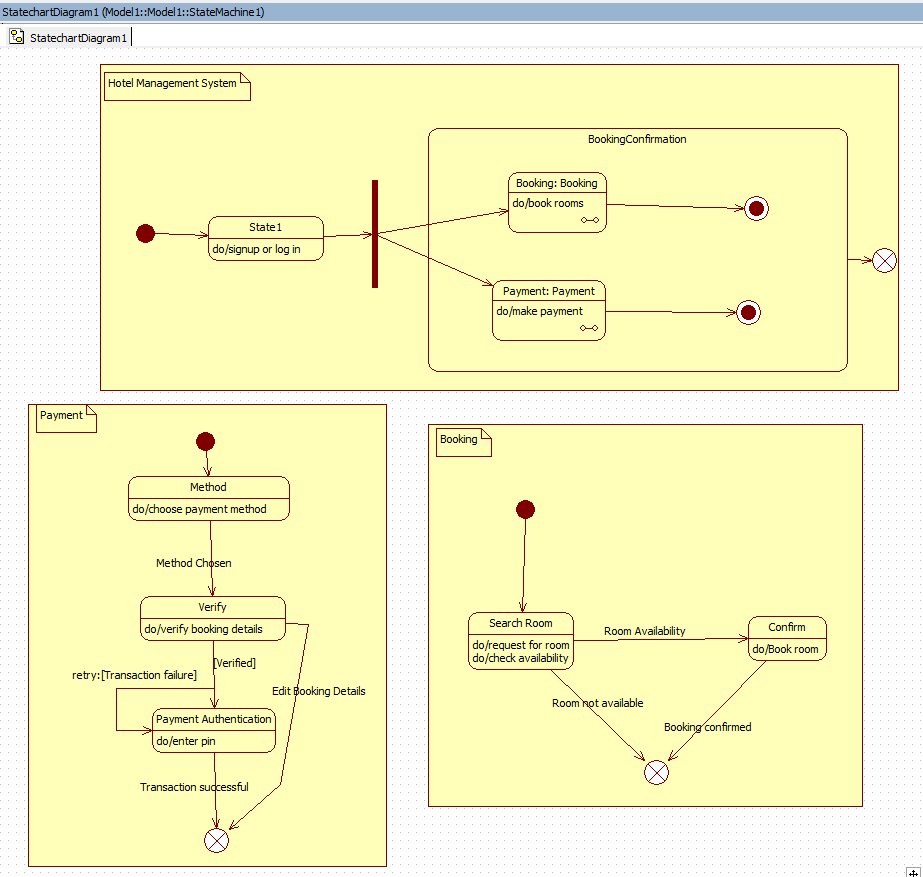 StatechartDiagram1 (Model1::Model1::StateMachine1)
StatechartDiagram1
Hotel Management System
BookingConfirmation
Booking: Booking
do/book rooms
State1
do/signup or log in
Payment: Payment
do/make payment
Payment
Method
do/choose payment method
Method Chosen
Verify
do/verify booking details
[Verified]
retry:[Transaction failure]
Edit Booking Details
Payment Authentication
do/enter pin
Transaction successful
Booking
Search Room
do/request for room
do/check availability
Room Availability
Confirm
do/Book room
Room not available
Booking confirmed